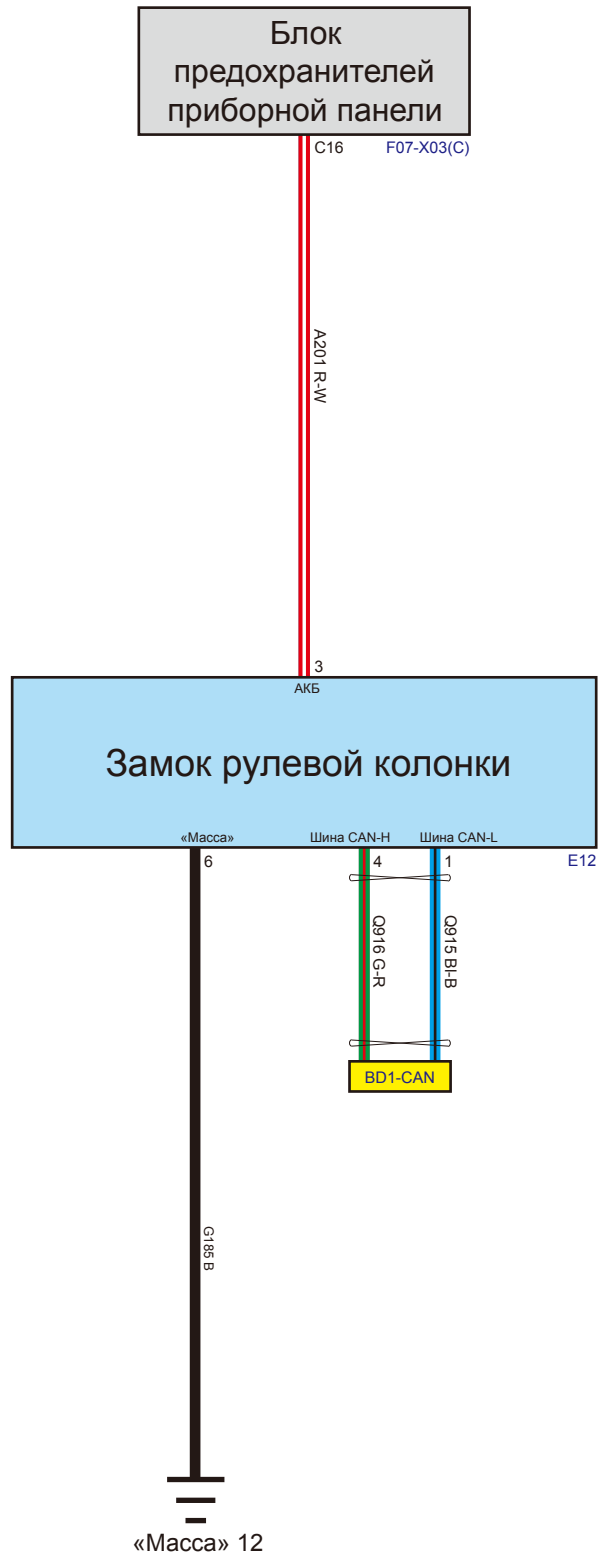 Блок
предохранителей
приборной панели
C16 F07-X03(C)
A201 R-W
3
АКБ
Замок рулевой колонки
«Масса» Шина CAN-H Шина CAN-L
6 4 1 E12
Q916 G-R
Q915 Bl-B
BD1-CAN
G185 B
«Масса» 12